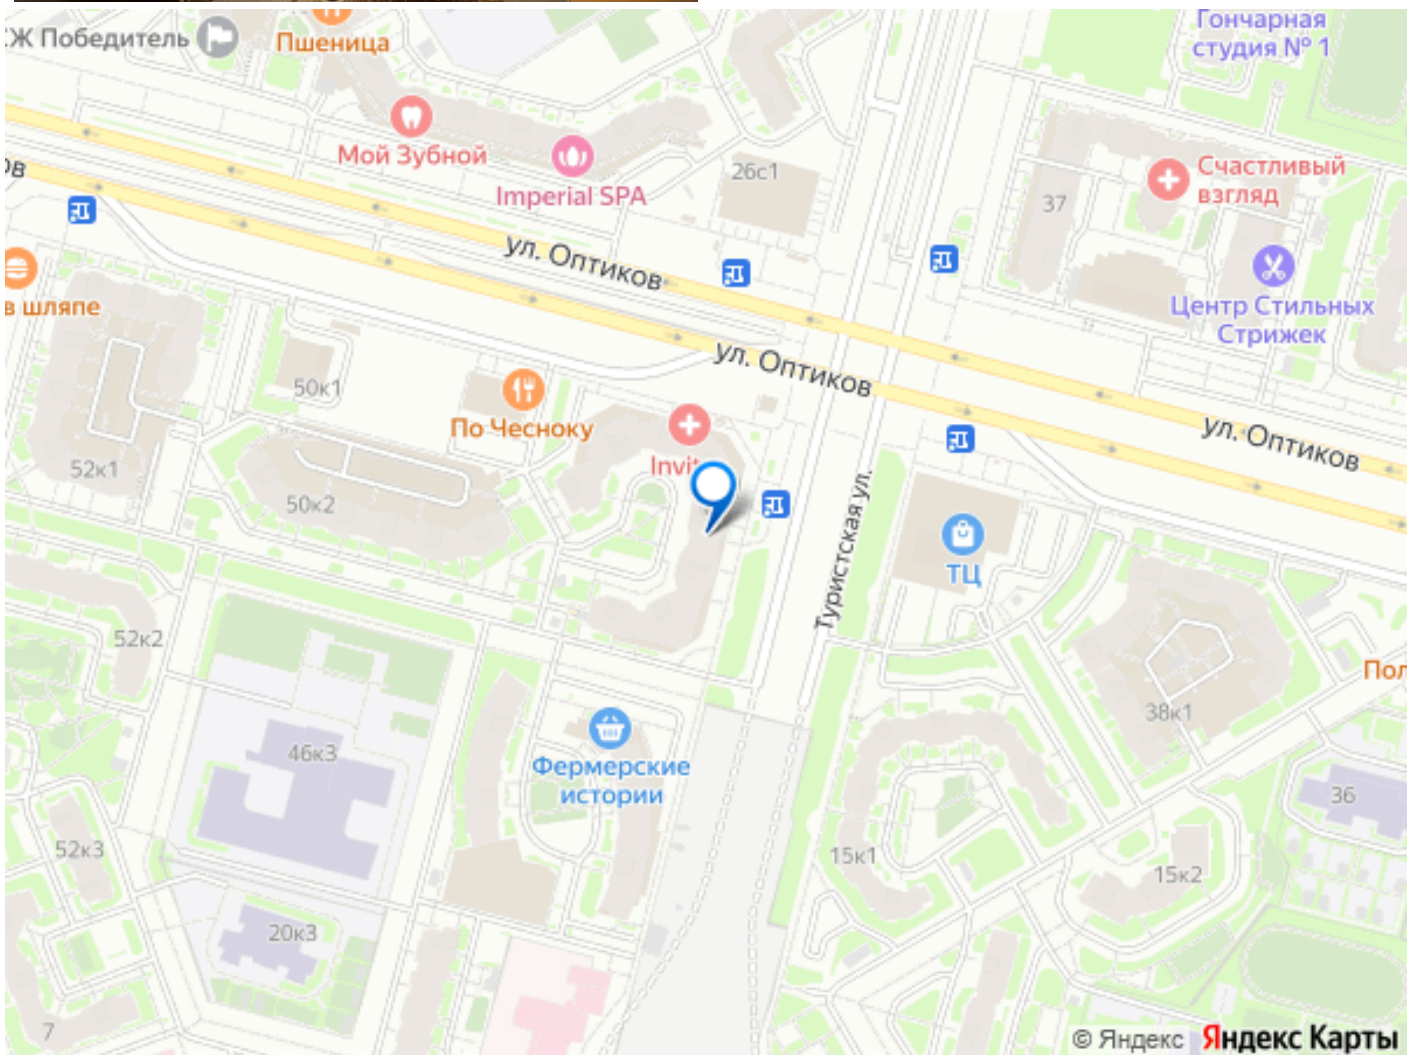 Гончарная
студия № 1
СЖ Победитель
Пшеница
Мой Зубной
Imperial SPA
26с1
Счастливый
взгляд
37
ул. Оптиков
Центр Стильных
Стрижек
в шляпе
ул. Оптиков
50к1
По Чесноку
ул. Оптиков
52к1
50к2
Туристская ул.
ТЦ
52к2
Пол
38к1
46к3
Фермерские
истории
36
52к3
15к1
15к2
20к3
7
© Яндекс Яндекс Карты